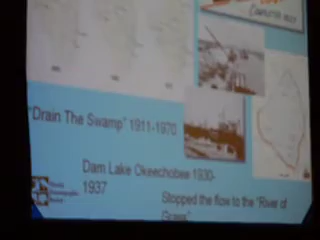 "Drain The Swamp" 1911-1970
Dam Lake Okeechobee 1930-
1937
Stopped the flow to the "River of
Grass"